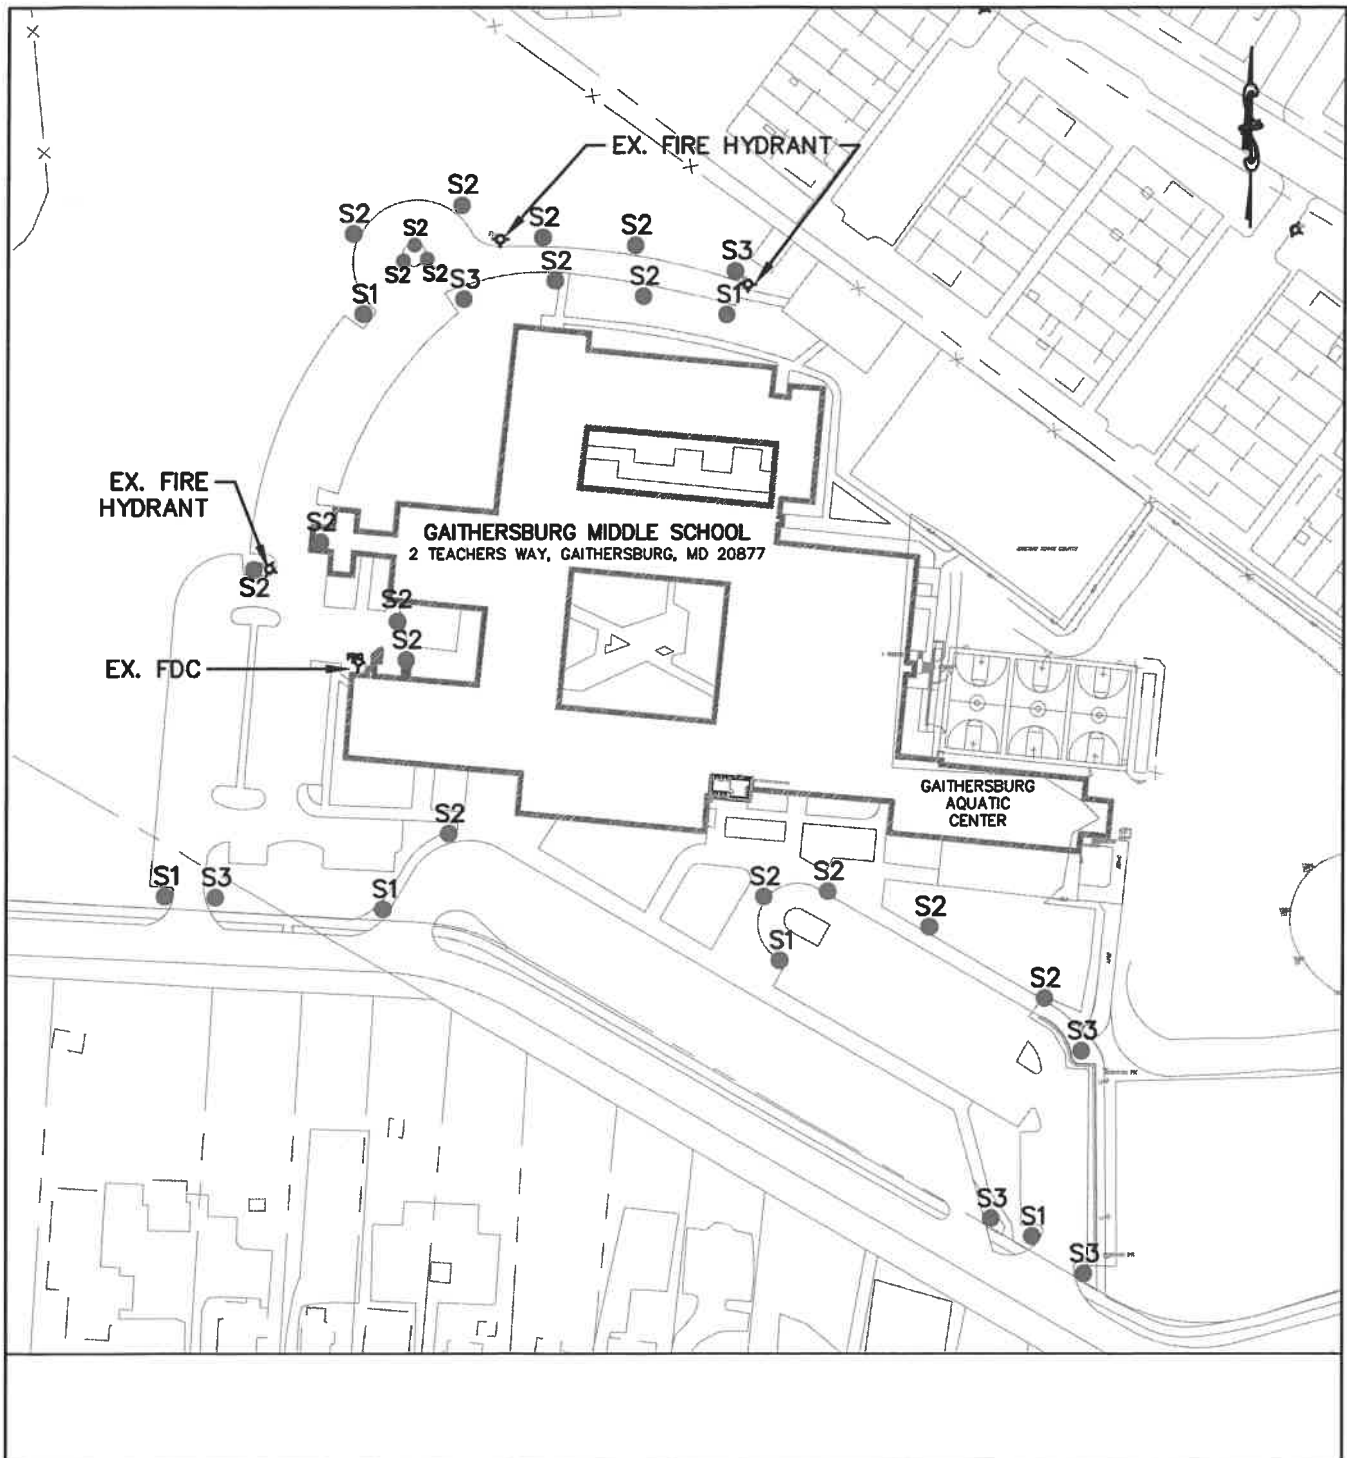 EX. FIRE HYDRANT
S2
S2
S2
S2
S2
S2
S2
S3
S1
S3
S2
S2
S1
EX. FIRE
HYDRANT
S2
S2
GAITHERSBURG MIDDLE SCHOOL
2 TEACHERS WAY, GAITHERSBURG, MD 20877
S2
S2
EX. FDC
GAITHERSBURG
AQUATIC
CENTER
S2
S1
S3
S1
S2
S2
S2
S1
S2
S3
S3
S1
S3